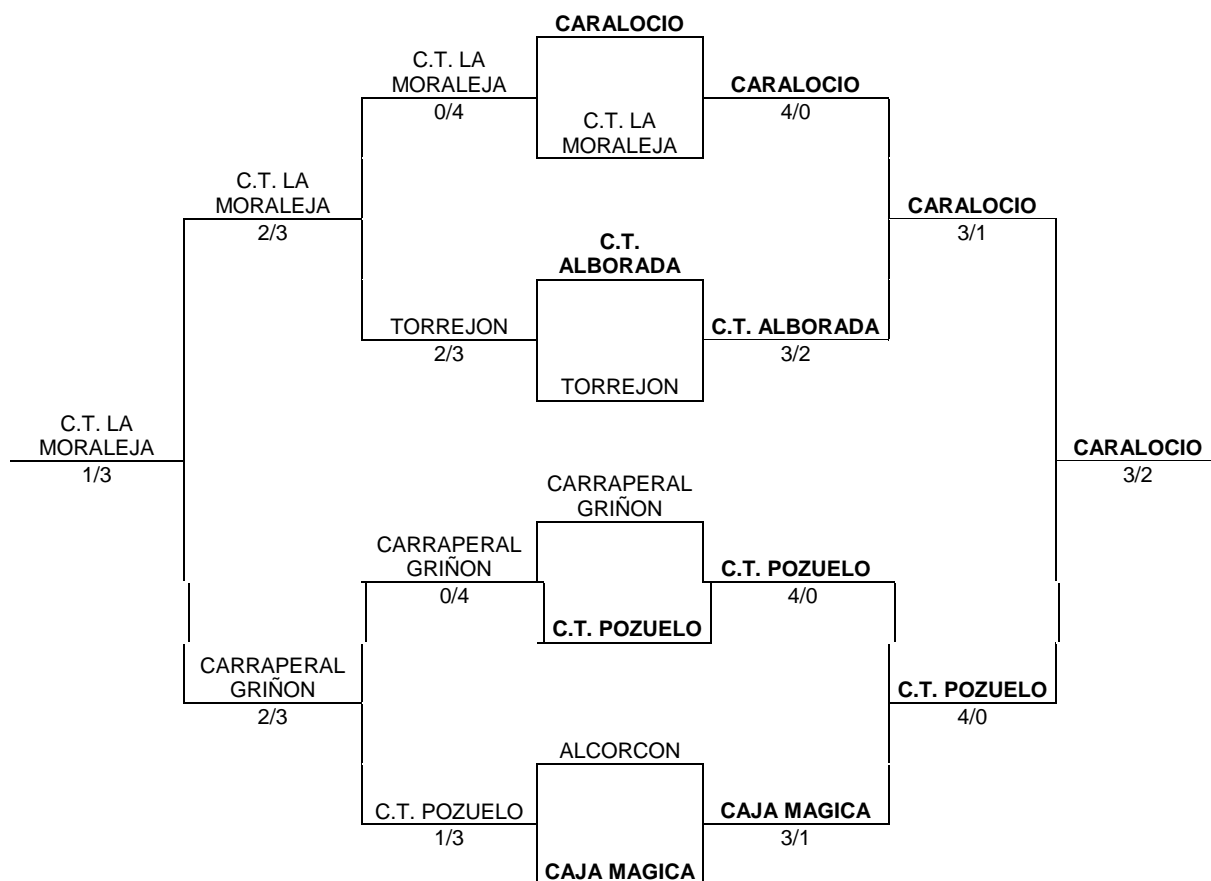 CARALOCIO
C.T. LA
MORALEJA
0/4
CARALOCIO
4/0
C.T. LA
MORALEJA
C.T. LA
MORALEJA
2/3
CARALOCIO
3/1
C.T.
ALBORADA
TORREJON
2/3
C.T. ALBORADA
3/2
TORREJON
C.T. LA
MORALEJA
1/3
CARALOCIO
3/2
CARRAPERAL
GRIÑON
CARRAPERAL
GRIÑON
0/4
C.T. POZUELO
4/0
C.T. POZUELO
CARRAPERAL
GRIÑON
2/3
C.T. POZUELO
4/0
ALCORCON
C.T. POZUELO
1/3
CAJA MAGICA
3/1
CAJA MAGICA